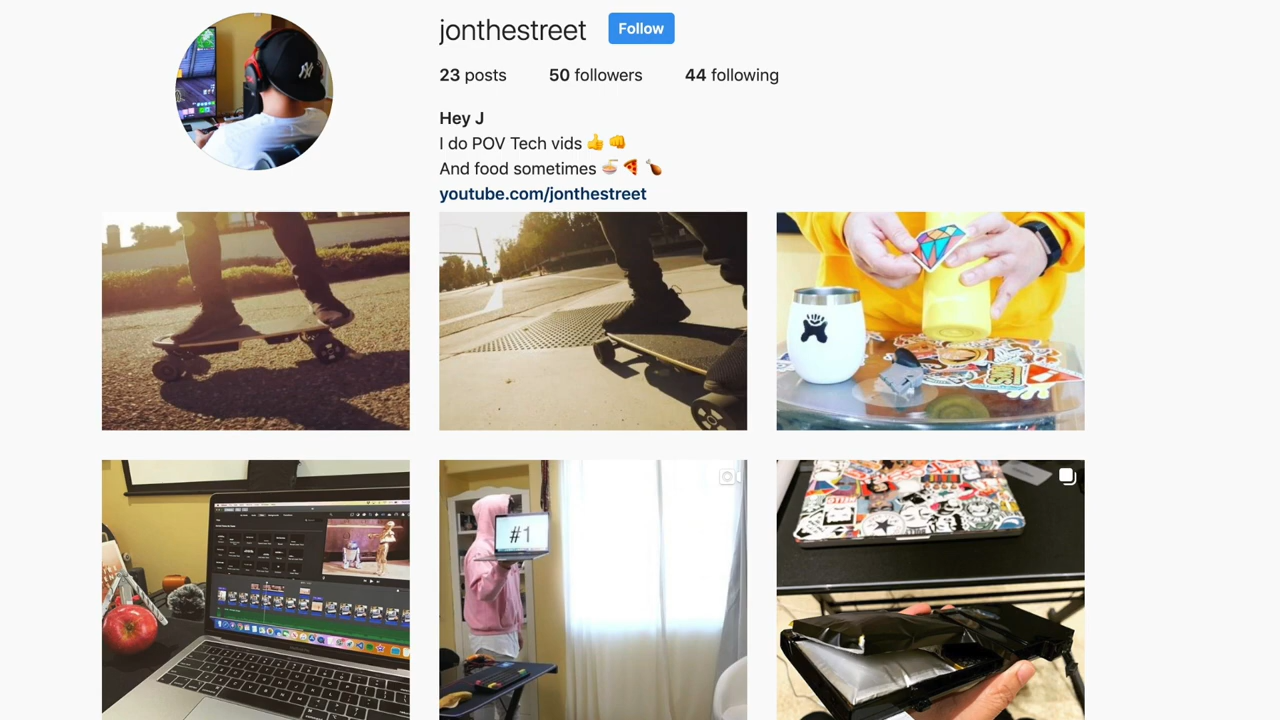 jonthestreet Follow
23 posts 50 followers 44 following
Hey J
I do POV Tech vids 👍 👊
And food sometimes 🍜 🍕 🍗
youtube.com/jonthestreet
#1